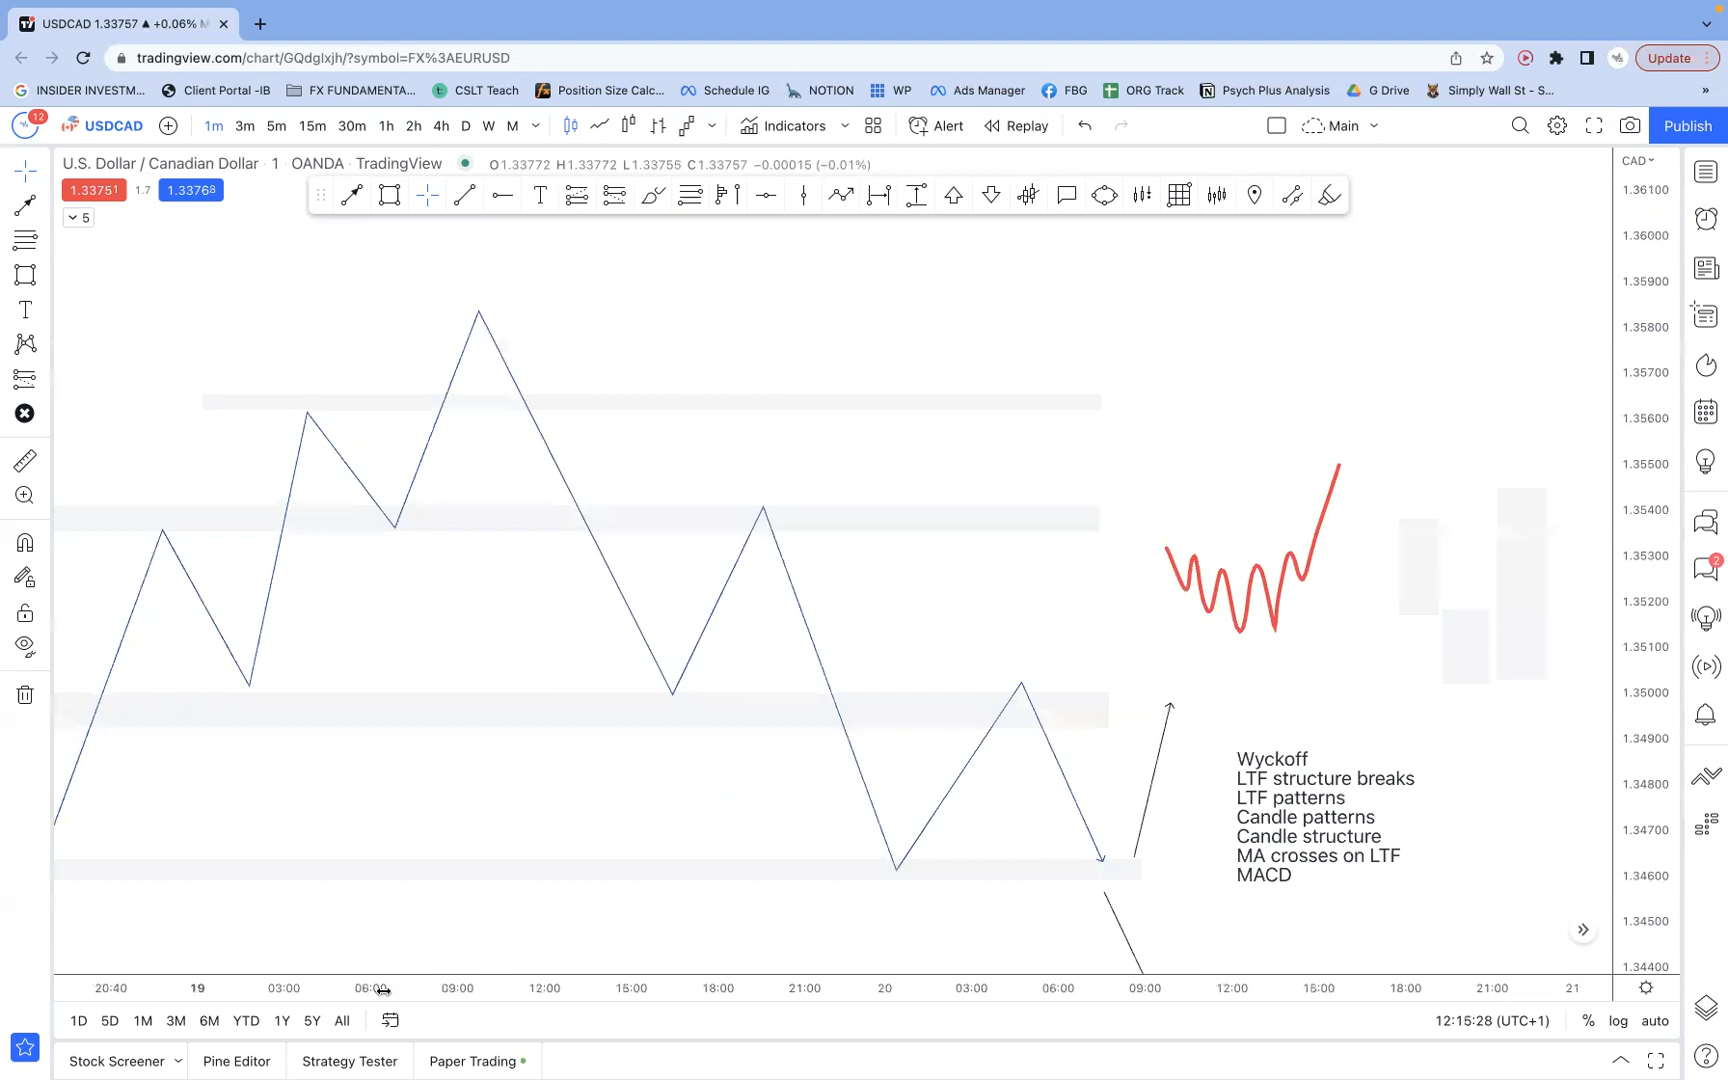 USDCAD 1.33757 ▲ +0.06%
tradingview.com/chart/GQdglxjh/?symbol=FX%3AEURUSD
Update
INSIDER INVESTM... Client Portal -IB FX FUNDAMENTA... CSLT Teach Position Size Calc... Schedule IG NOTION WP Ads Manager FBG ORG Track Psych Plus Analysis G Drive Simply Wall St - S... »
12 USDCAD 1m 3m 5m 15m 30m 1h 2h 4h D W M Indicators Alert Replay Main Publish
U.S. Dollar / Canadian Dollar · 1 · OANDA · TradingView O1.33772 H1.33772 L1.33755 C1.33757 −0.00015 (−0.01%)
CAD
1.33751 1.7 1.33768
5
1.36100
1.36000
1.35900
1.35800
1.35700
1.35600
1.35500
1.35400
1.35300
1.35200
1.35100
1.35000
1.34900
1.34800
1.34700
1.34600
1.34500
1.34400
2
Wyckoff
LTF structure breaks
LTF patterns
Candle patterns
Candle structure
MA crosses on LTF
MACD
20:40 19 03:00 06:00 09:00 12:00 15:00 18:00 21:00 20 03:00 06:00 09:00 12:00 15:00 18:00 21:00 21
1D 5D 1M 3M 6M YTD 1Y 5Y All 12:15:28 (UTC+1) % log auto
Stock Screener Pine Editor Strategy Tester Paper Trading